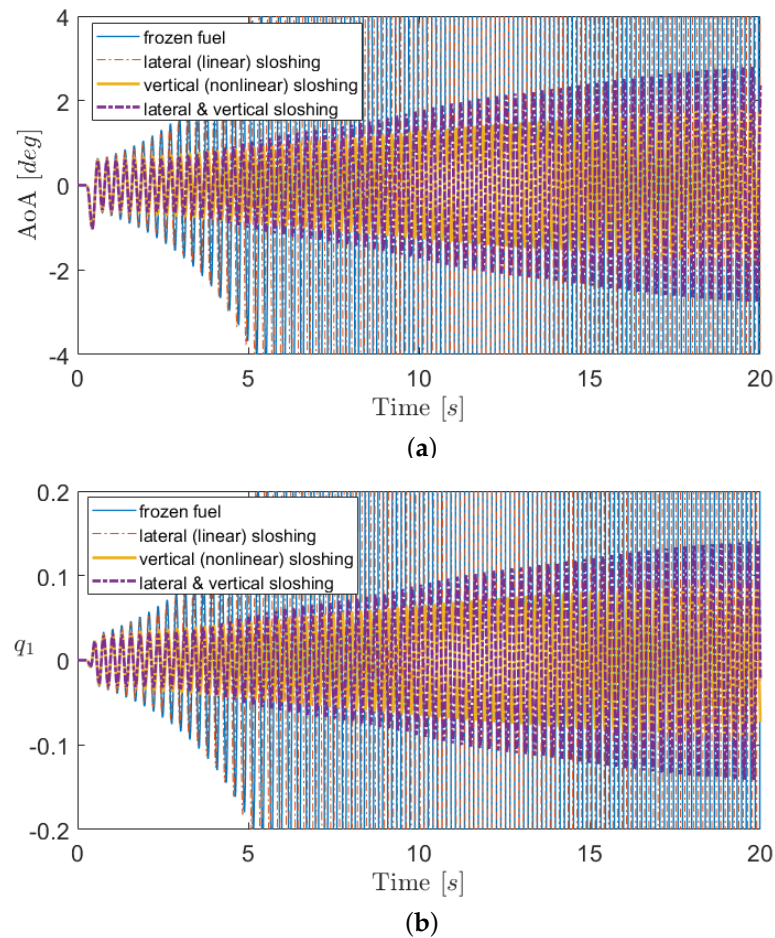 4
2
0
-2
-4
AoA [deg]
frozen fuel
lateral (linear) sloshing
vertical (nonlinear) sloshing
lateral & vertical sloshing
0 5 10 15 20
Time [s]
(a)
0.2
0.1
0
-0.1
-0.2
q1
frozen fuel
lateral (linear) sloshing
vertical (nonlinear) sloshing
lateral & vertical sloshing
0 5 10 15 20
Time [s]
(b)